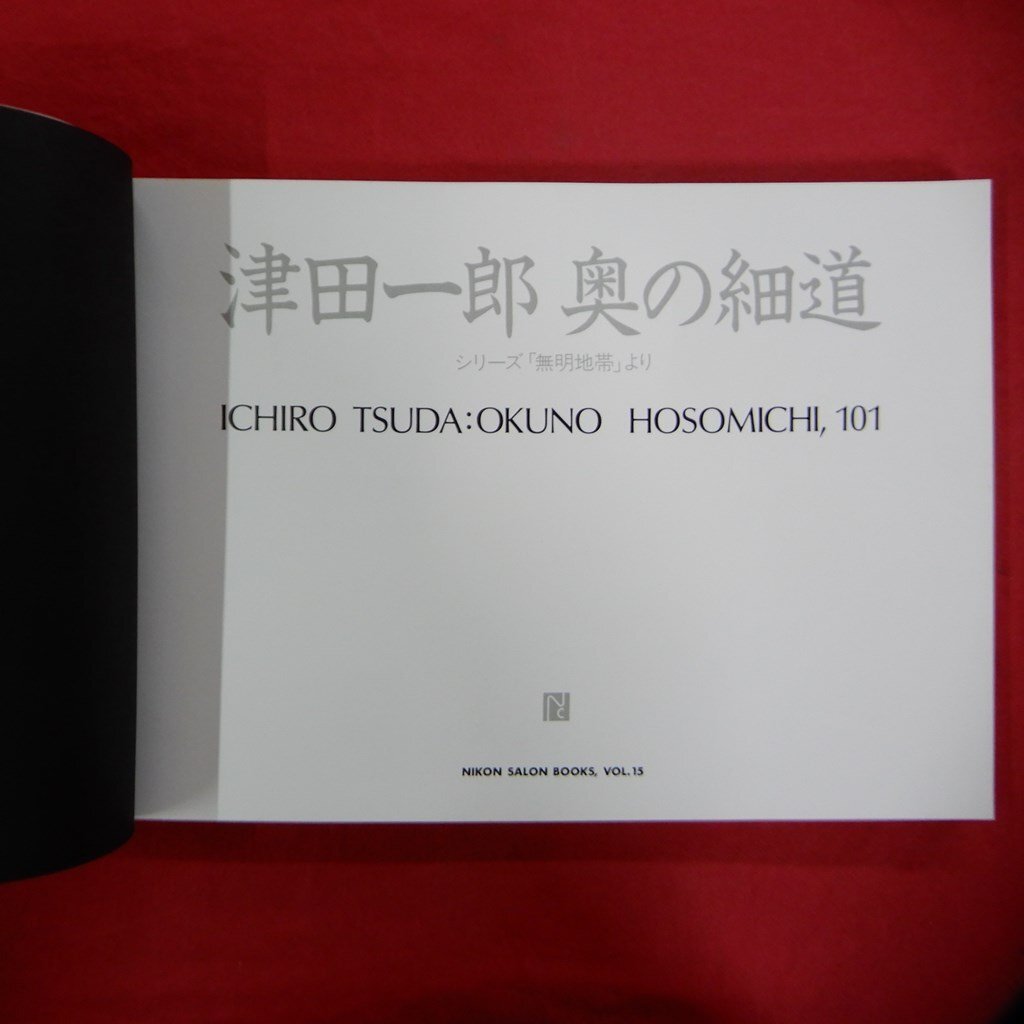 津田一郎 奥の細道
シリーズ「無明地帯」より
ICHIRO TSUDA:OKUNO HOSOMICHI, 101
NC
NIKON SALON BOOKS, VOL.15